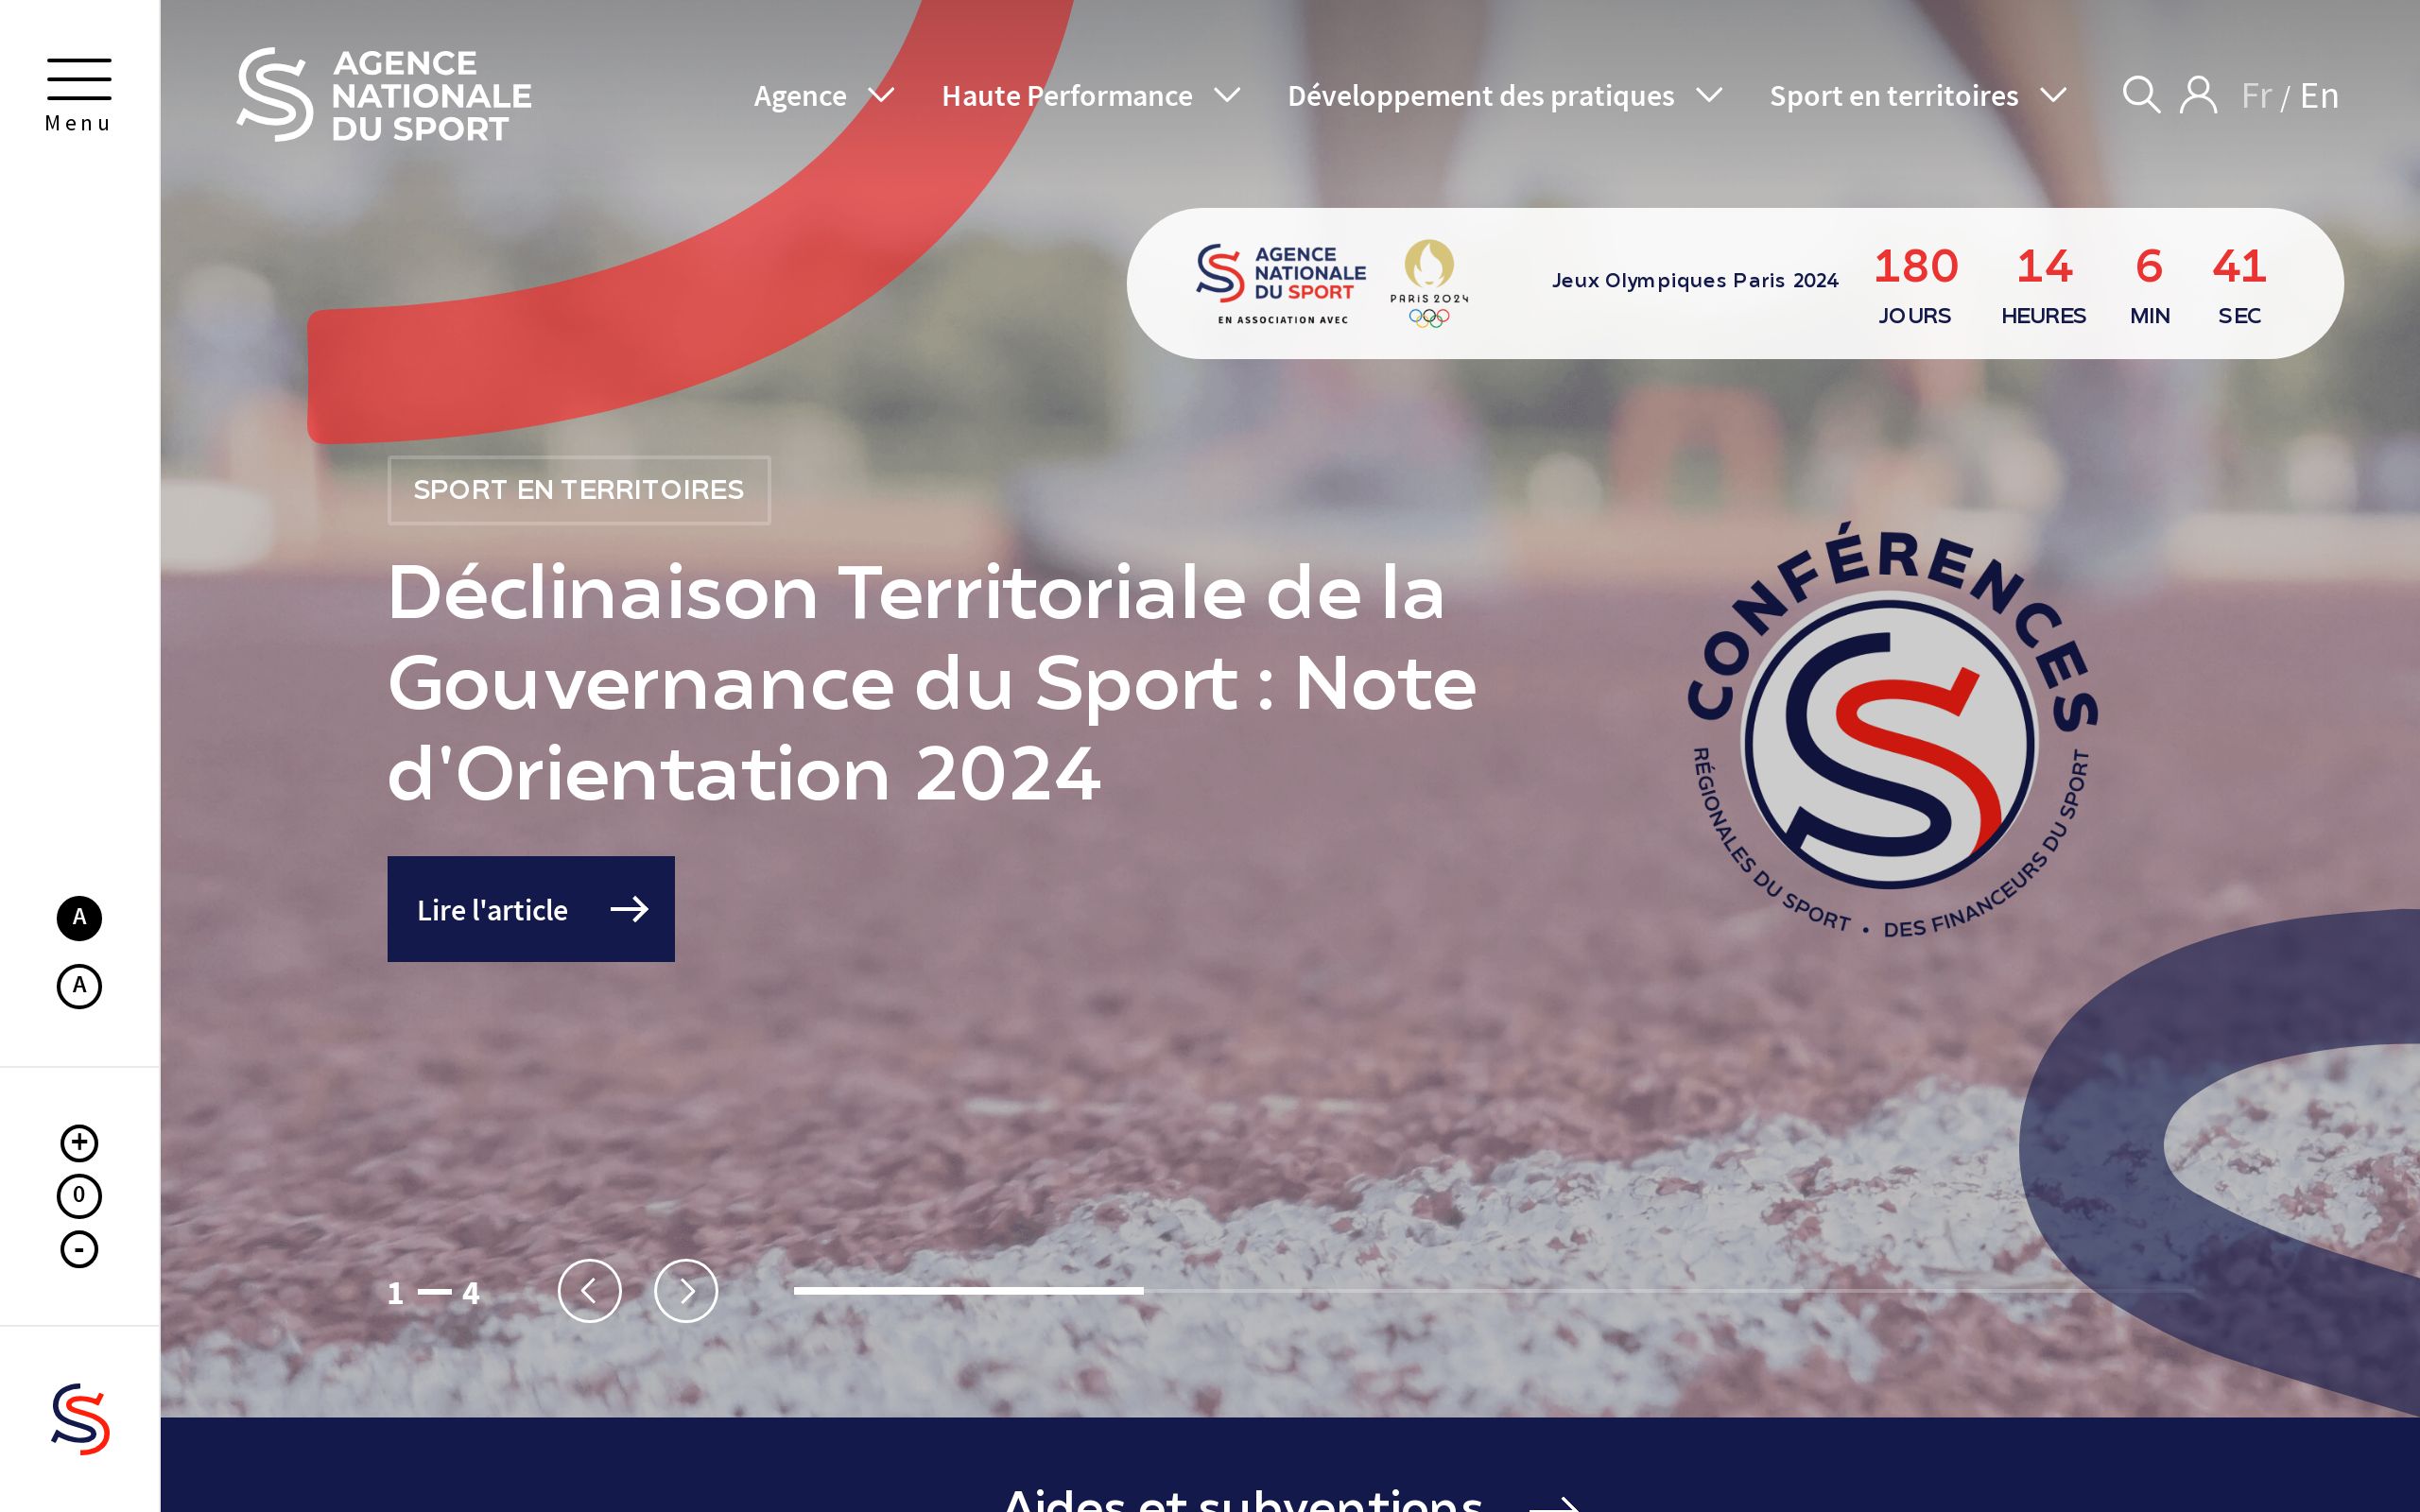 Menu
AGENCE
NATIONALE
DU SPORT
Agence
Haute Performance
Développement des pratiques
Sport en territoires
Fr / En
AGENCE
NATIONALE
DU SPORT
EN ASSOCIATION AVEC
PARIS 2024
Jeux Olympiques Paris 2024
180 14 6 41
JOURS HEURES MIN SEC
SPORT EN TERRITOIRES
Déclinaison Territoriale de la
Gouvernance du Sport : Note
d'Orientation 2024
Lire l'article
CONFÉRENCES
RÉGIONALES DU SPORT • DES FINANCEURS DU SPORT
A
A
+
0
-
1 — 4
Aides et subventions